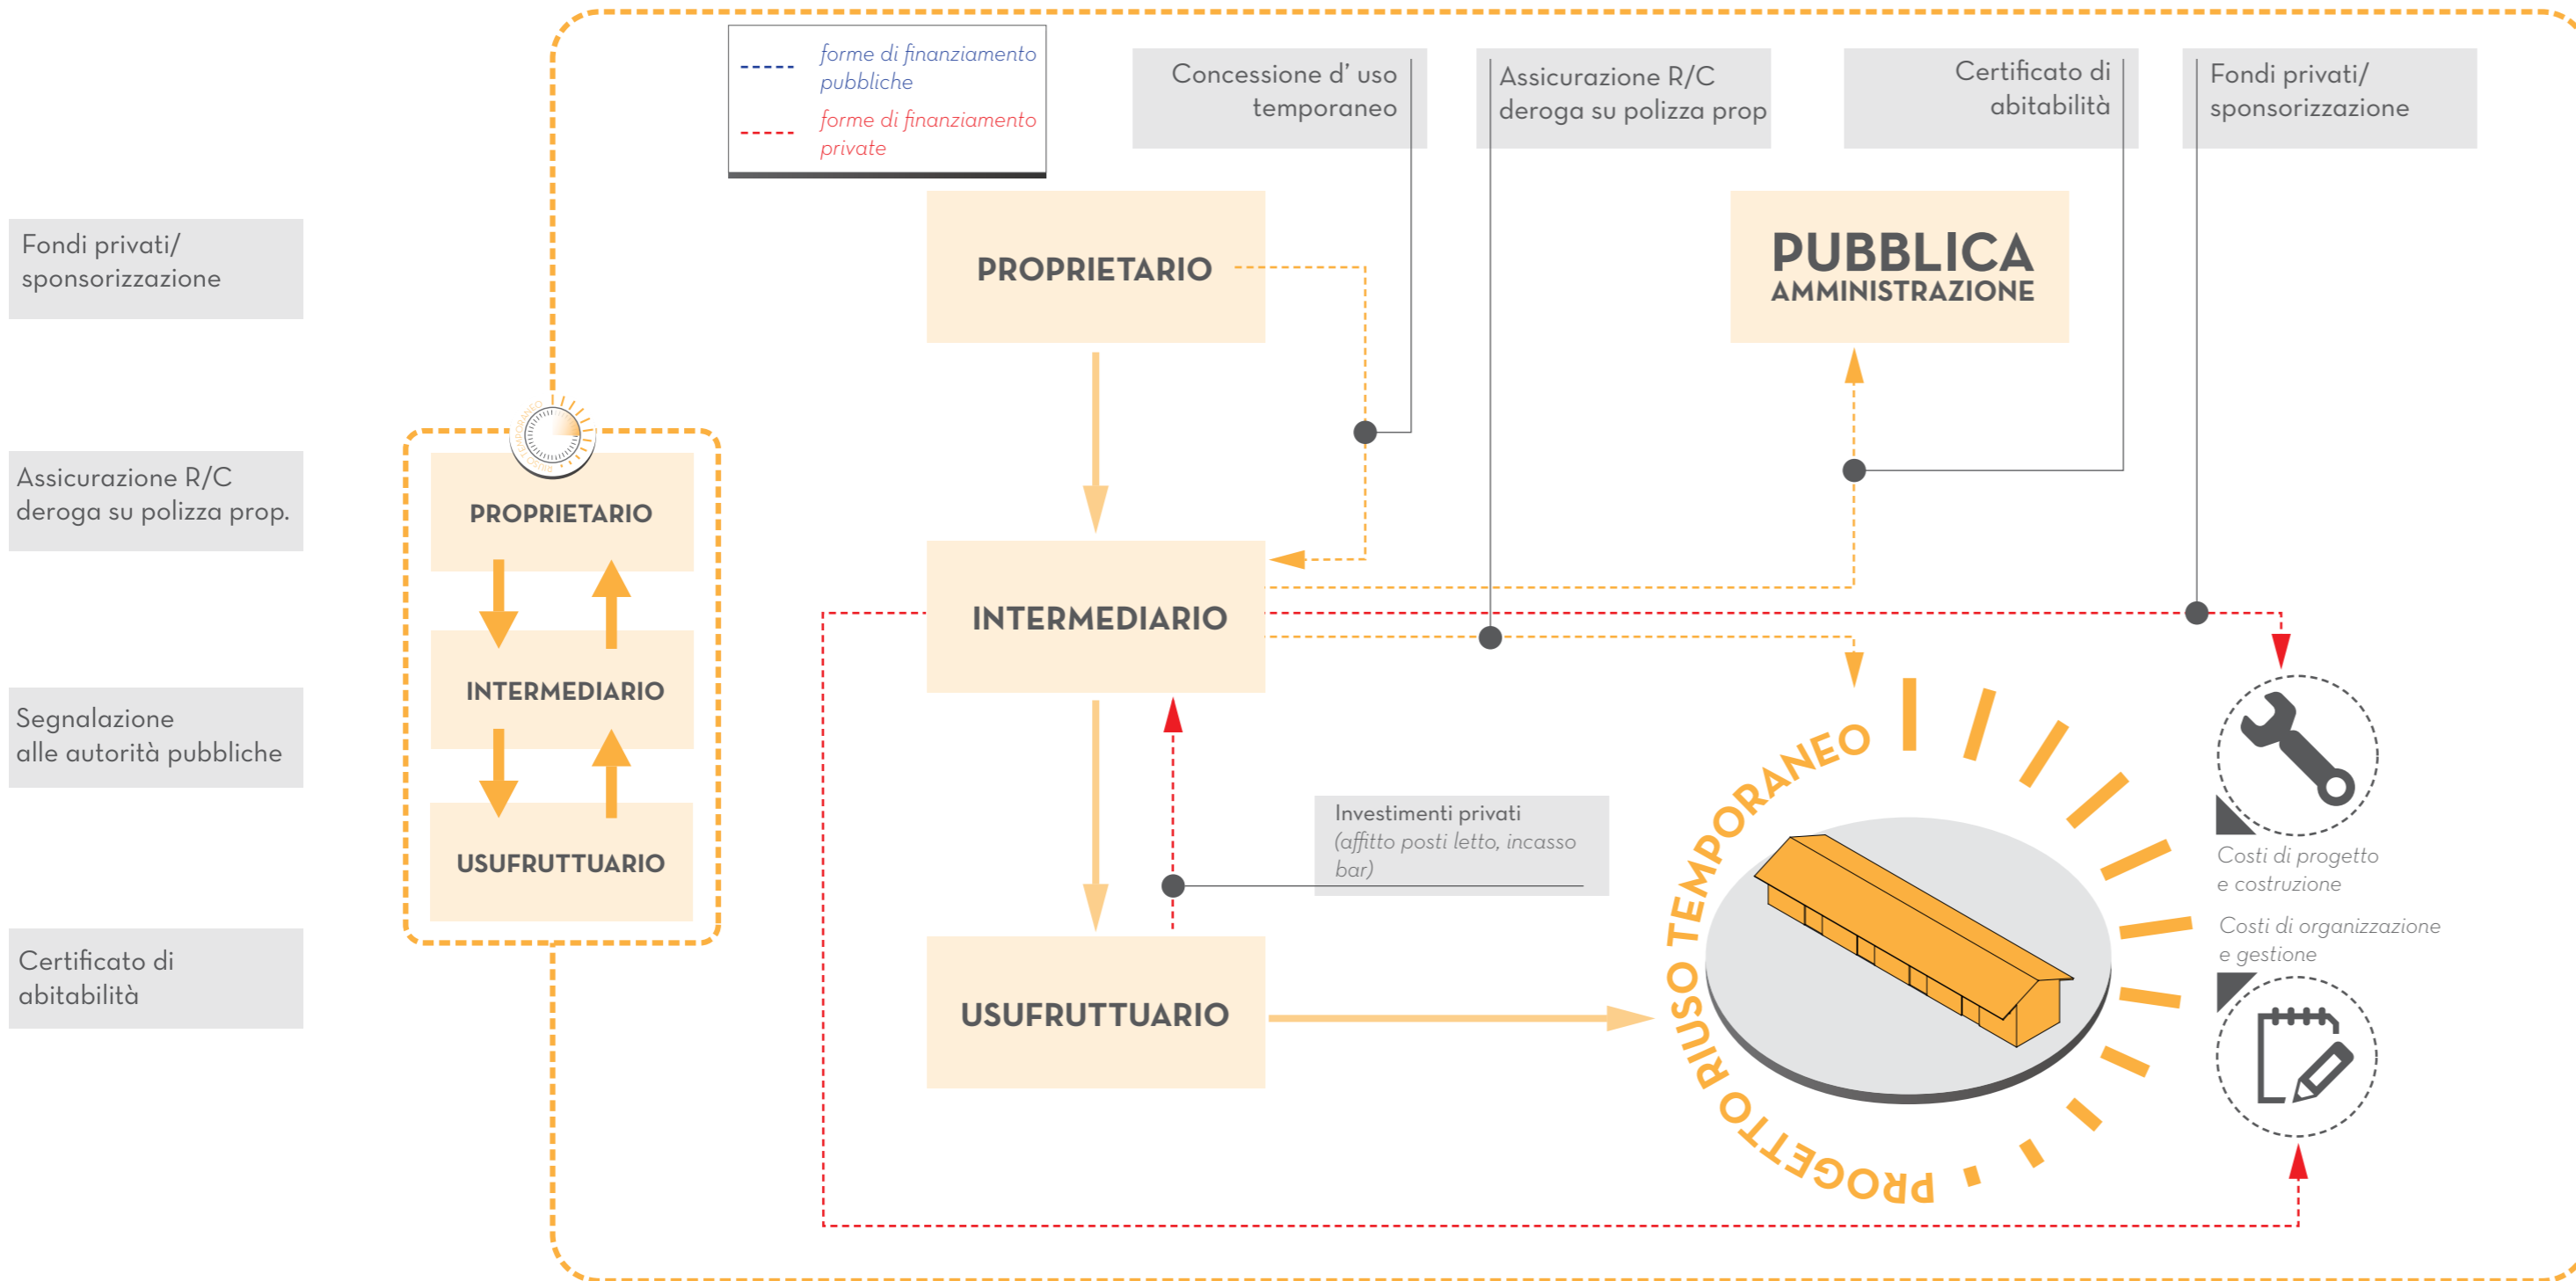 forme di finanziamento
pubbliche
forme di finanziamento
private
Concessione d' uso
temporaneo
Assicurazione R/C
deroga su polizza prop
Certificato di
abitabilità
Fondi privati/
sponsorizzazione
Fondi privati/
sponsorizzazione
Assicurazione R/C
deroga su polizza prop.
Segnalazione
alle autorità pubbliche
Certificato di
abitabilità
RIUSO TEMPORANEO
PROPRIETARIO
INTERMEDIARIO
USUFRUTTUARIO
PROPRIETARIO
PUBBLICA
AMMINISTRAZIONE
INTERMEDIARIO
Investimenti privati
(affitto posti letto, incasso
bar)
USUFRUTTUARIO
PROGETTO RIUSO TEMPORANEO
Costi di progetto
e costruzione
Costi di organizzazione
e gestione